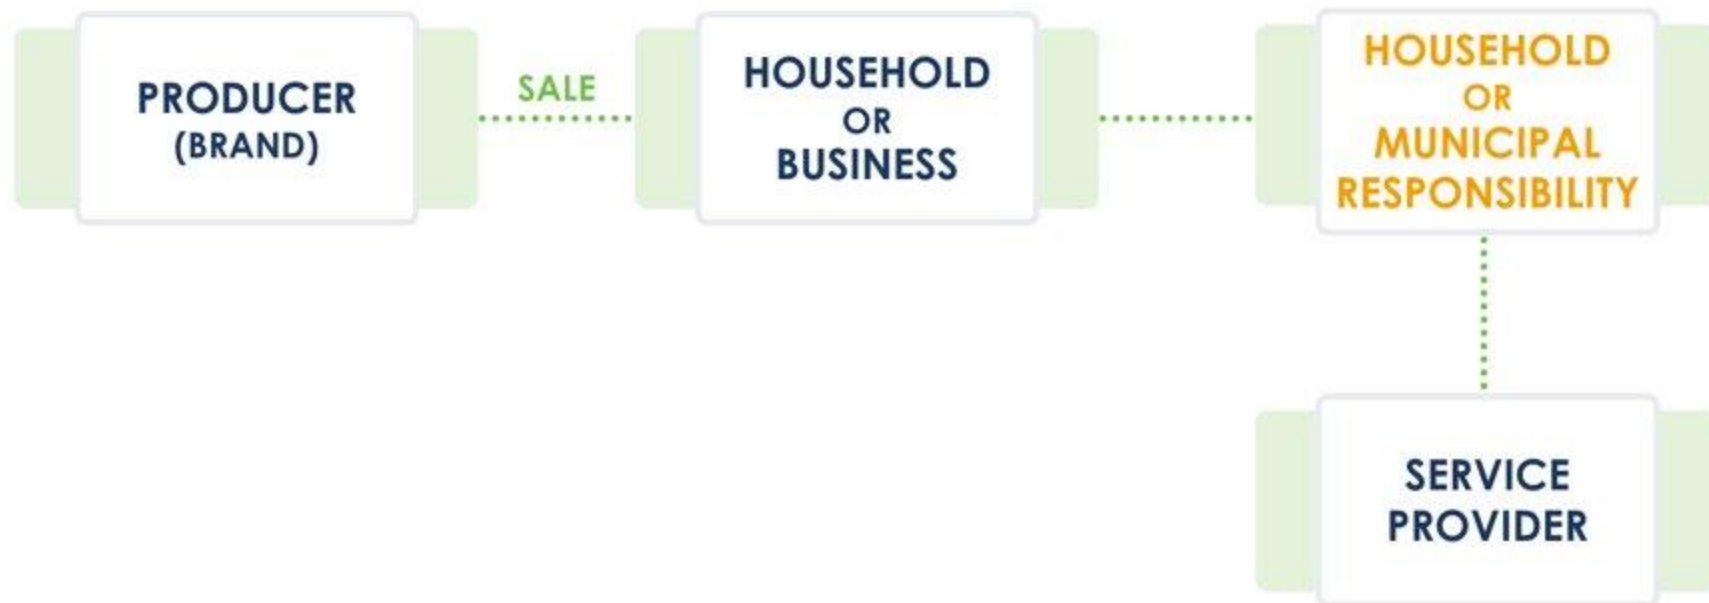 PRODUCER
(BRAND)
SALE
HOUSEHOLD
OR
BUSINESS
HOUSEHOLD
OR
MUNICIPAL
RESPONSIBILITY
SERVICE
PROVIDER